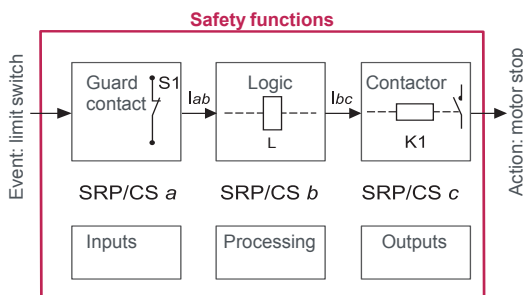 Safety functions
Event: limit switch
Guard
contact
S1
Iab
Logic
L
Ibc
Contactor
K1
Action: motor stop
SRP/CS a
SRP/CS b
SRP/CS c
Inputs
Processing
Outputs